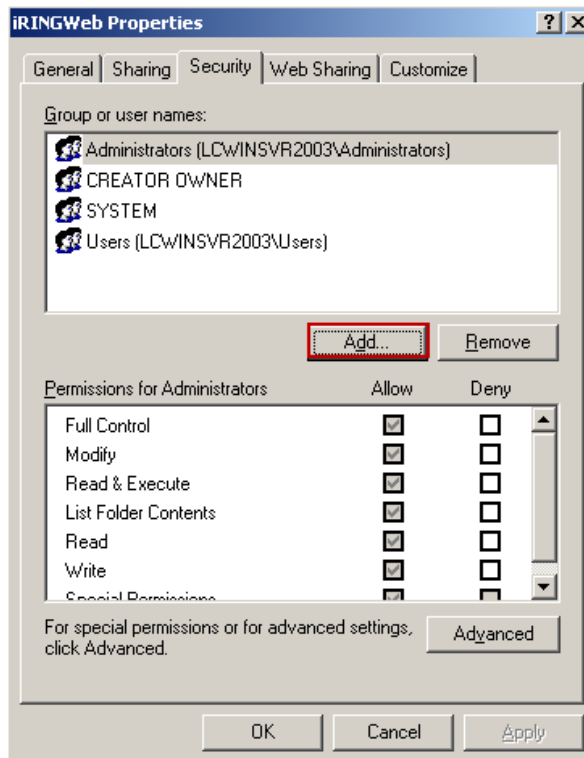 iRINGWeb Properties
General Sharing Security Web Sharing Customize
Group or user names:
Administrators (LCWINSVR2003\Administrators)
CREATOR OWNER
SYSTEM
Users (LCWINSVR2003\Users)
Add... Remove
Permissions for Administrators Allow Deny
Full Control
Modify
Read & Execute
List Folder Contents
Read
Write
Special Permissions
For special permissions or for advanced settings,
click Advanced.
Advanced
OK Cancel Apply